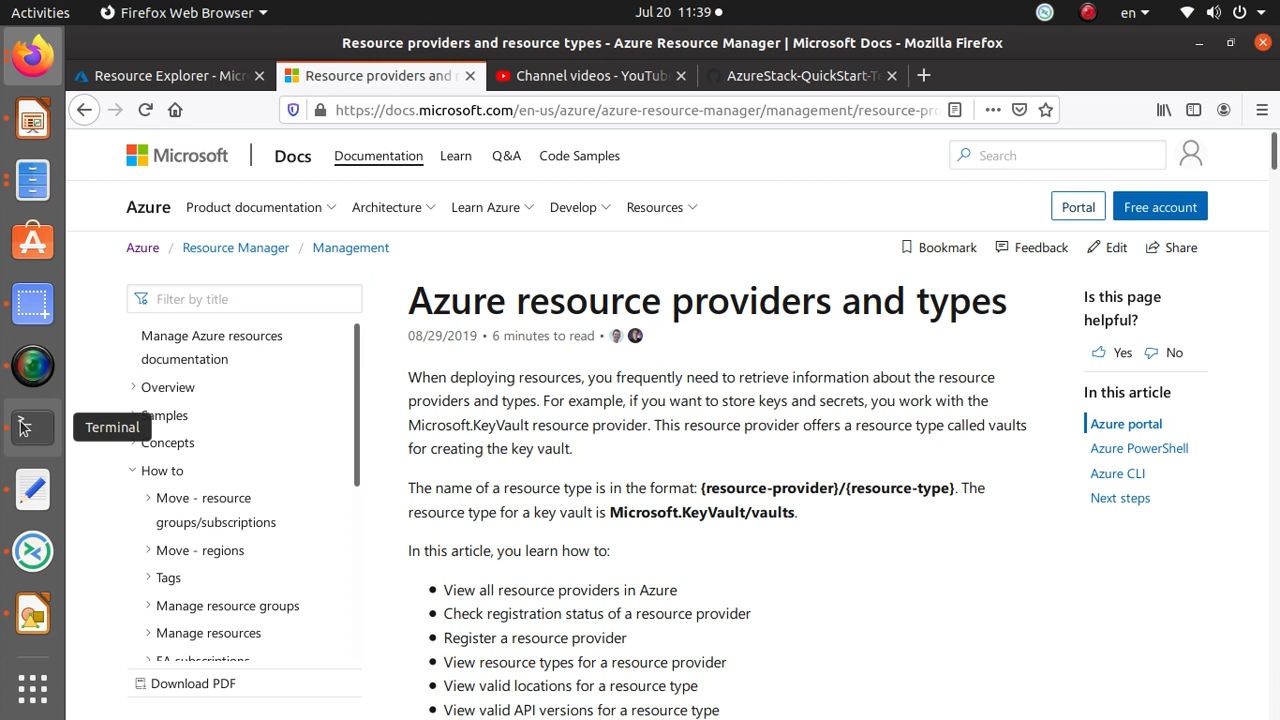 Activities
Firefox Web Browser
Jul 20 11:39
en
Resource providers and resource types - Azure Resource Manager | Microsoft Docs - Mozilla Firefox
Resource Explorer - Micr
Resource providers and r
Channel videos - YouTube
AzureStack-QuickStart-Te
https://docs.microsoft.com/en-us/azure/azure-resource-manager/management/resource-pro
Microsoft
Docs
Documentation
Learn
Q&A
Code Samples
Search
Azure
Product documentation
Architecture
Learn Azure
Develop
Resources
Portal
Free account
Azure / Resource Manager / Management
Bookmark
Feedback
Edit
Share
Filter by title
Manage Azure resources
documentation
Overview
Samples
Concepts
How to
Move - resource
groups/subscriptions
Move - regions
Tags
Manage resource groups
Manage resources
EA subscriptions
Download PDF
Terminal
Azure resource providers and types
08/29/2019 • 6 minutes to read •
When deploying resources, you frequently need to retrieve information about the resource
providers and types. For example, if you want to store keys and secrets, you work with the
Microsoft.KeyVault resource provider. This resource provider offers a resource type called vaults
for creating the key vault.
The name of a resource type is in the format: {resource-provider}/{resource-type}. The
resource type for a key vault is Microsoft.KeyVault/vaults.
In this article, you learn how to:
• View all resource providers in Azure
• Check registration status of a resource provider
• Register a resource provider
• View resource types for a resource provider
• View valid locations for a resource type
• View valid API versions for a resource type
Is this page
helpful?
Yes
No
In this article
Azure portal
Azure PowerShell
Azure CLI
Next steps